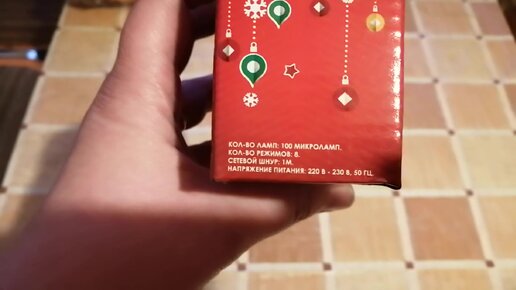 КОЛ-ВО ЛАМП: 100 МИКРОЛАМП.
КОЛ-ВО РЕЖИМОВ: 8.
СЕТЕВОЙ ШНУР: 1М.
НАПРЯЖЕНИЕ ПИТАНИЯ: 220 В - 230 В, 50 ГЦ.